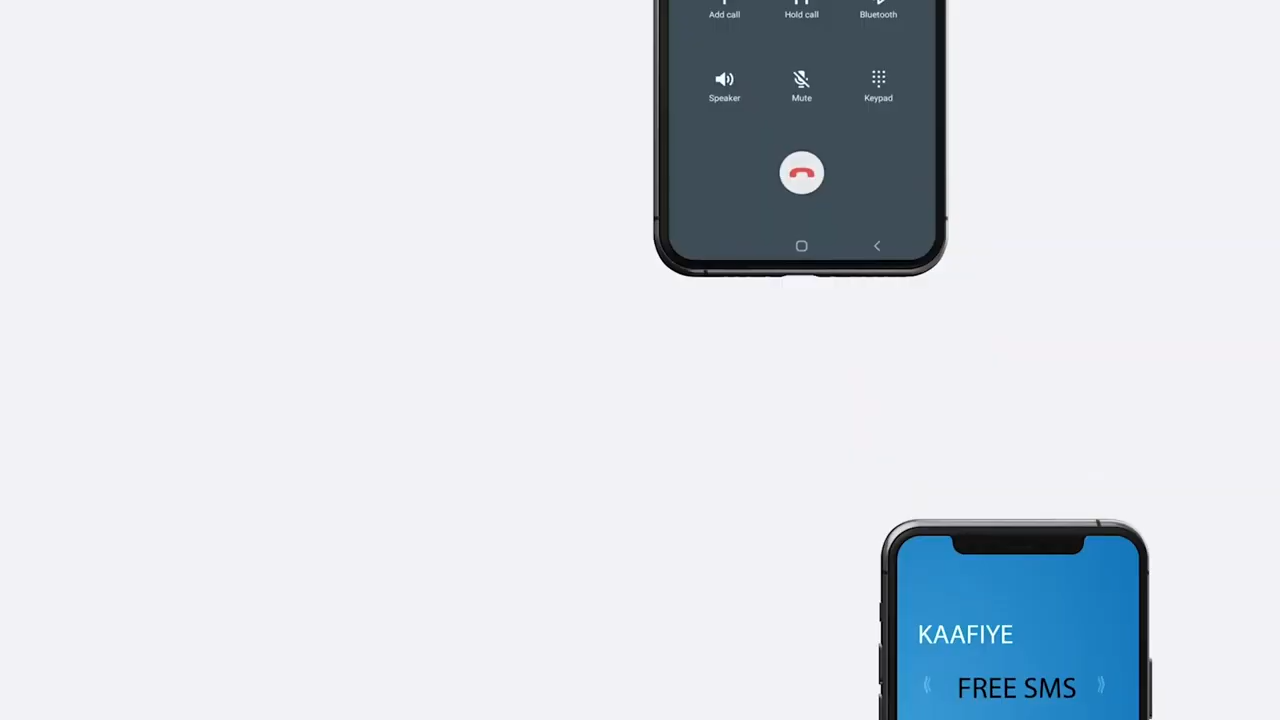 Add call Hold call Bluetooth
Speaker Mute Keypad
KAAFIYE
FREE SMS